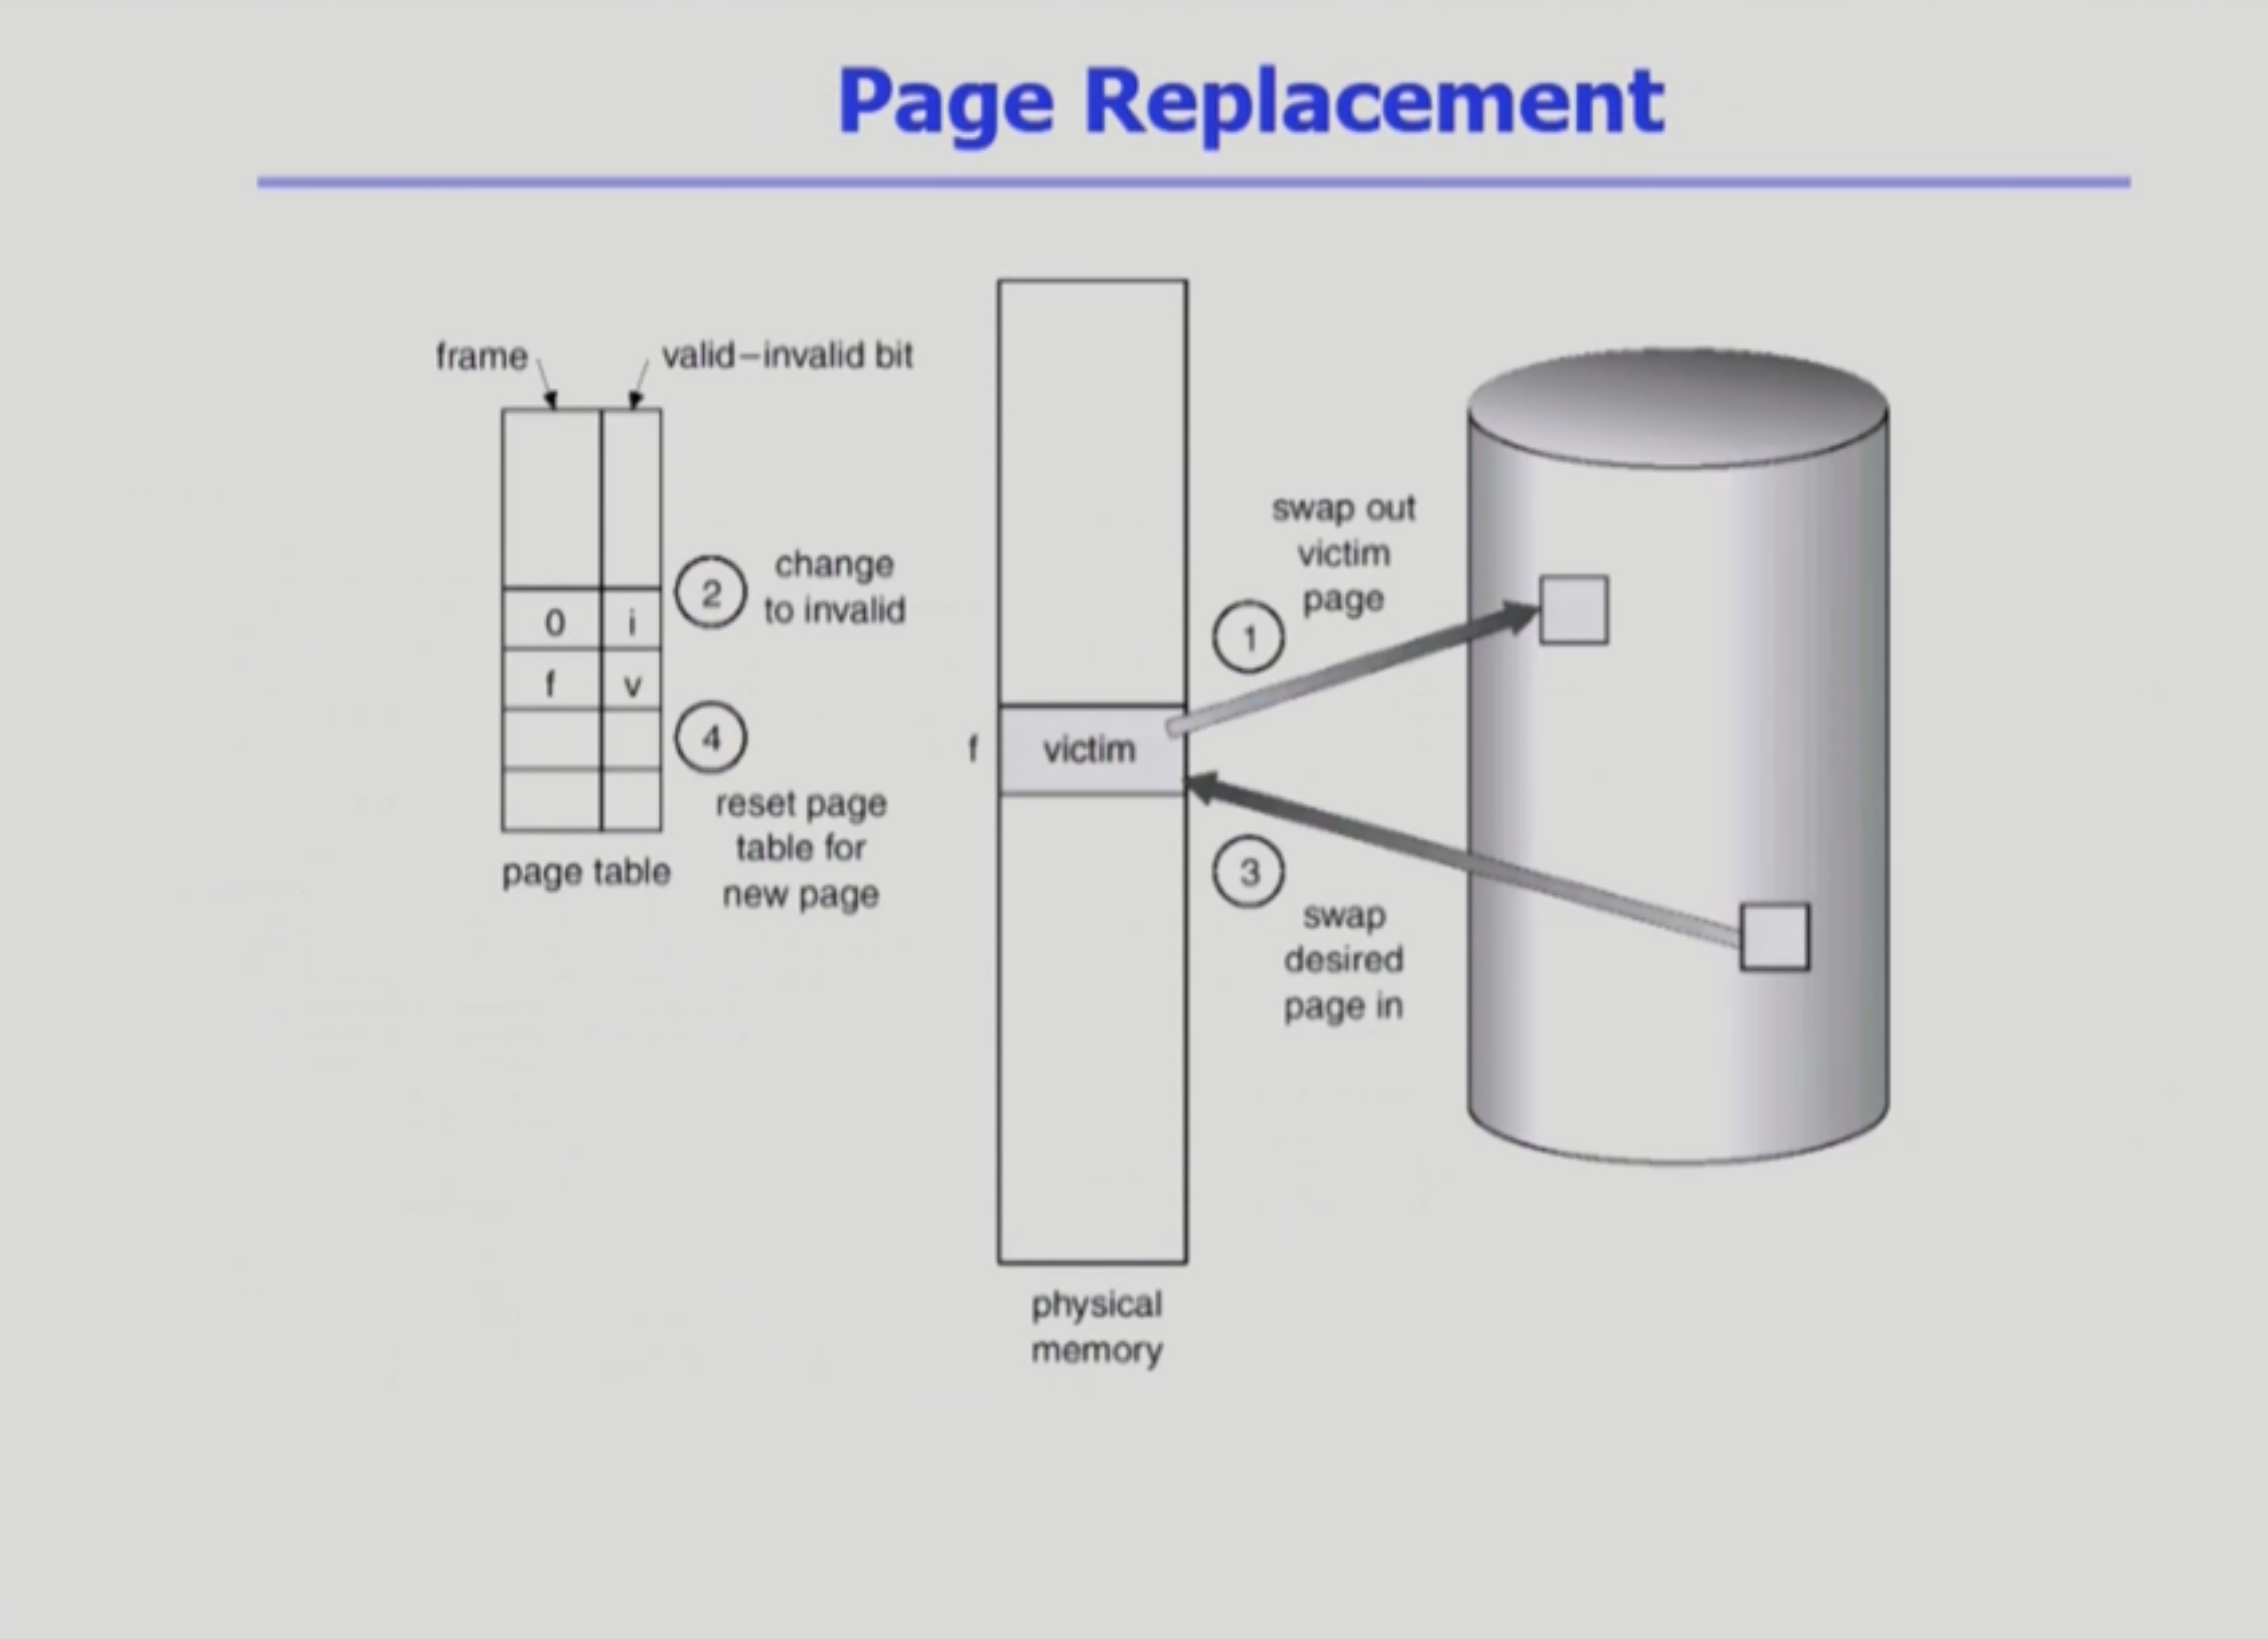 Page Replacement
frame
valid–invalid bit
0
i
f
v
2
change
to invalid
4
reset page
table for
new page
page table
f
victim
physical
memory
1
swap out
victim
page
3
swap
desired
page in